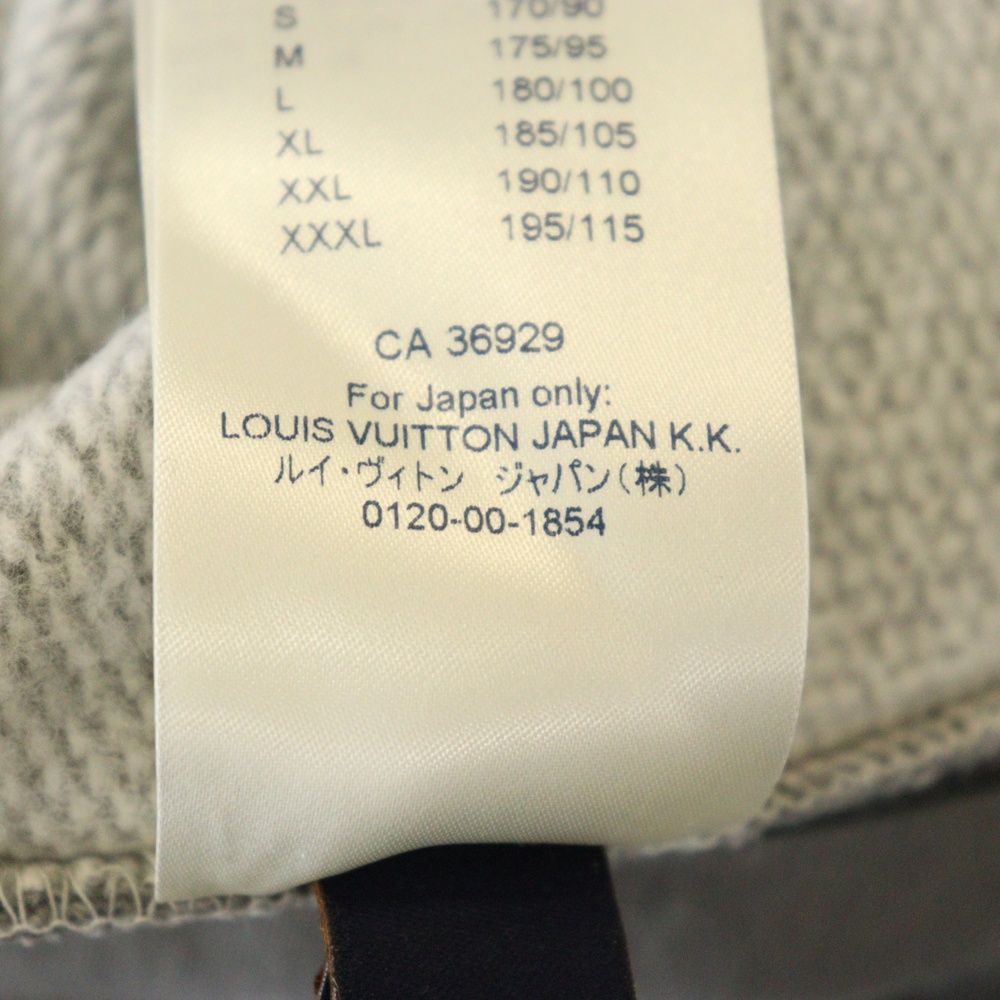 S 170/90
M 175/95
L 180/100
XL 185/105
XXL 190/110
XXXL 195/115
CA 36929
For Japan only:
LOUIS VUITTON JAPAN K.K.
ルイ・ヴィトン ジャパン(株)
0120-00-1854